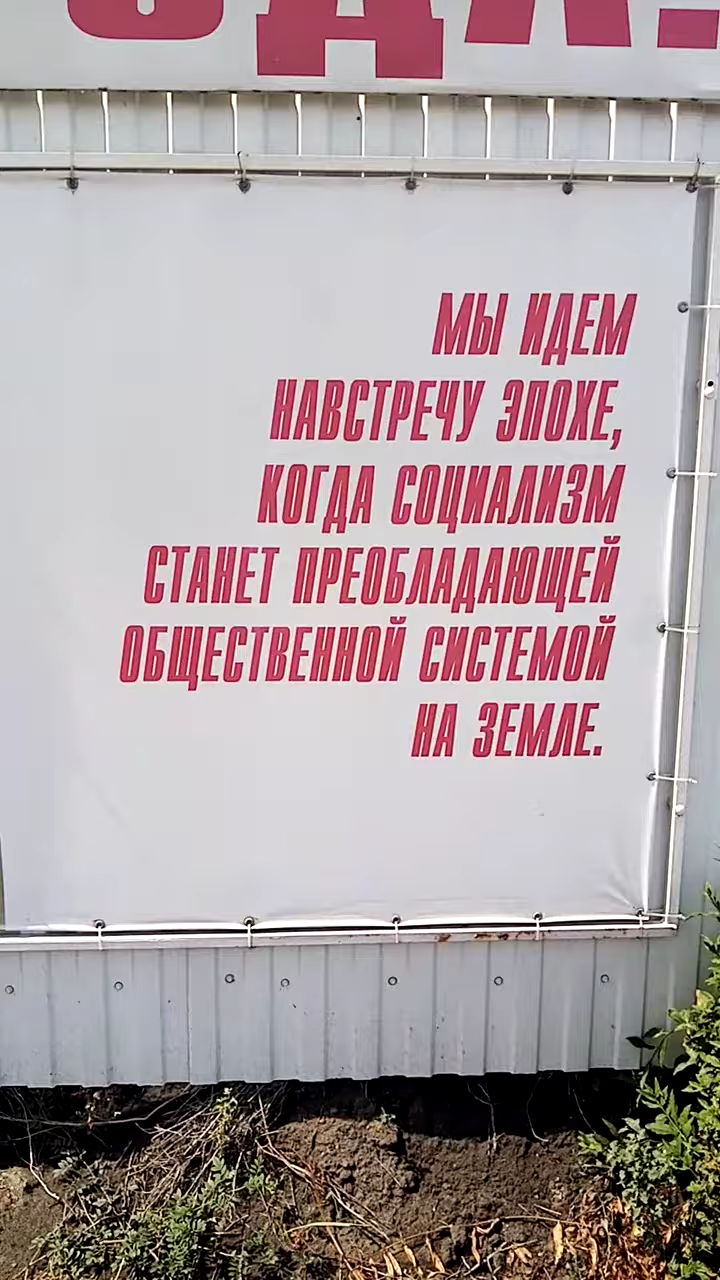 МЫ ИДЕМ
НАВСТРЕЧУ ЭПОХЕ,
КОГДА СОЦИАЛИЗМ
СТАНЕТ ПРЕОБЛАДАЮЩЕЙ
ОБЩЕСТВЕННОЙ СИСТЕМОЙ
НА ЗЕМЛЕ.